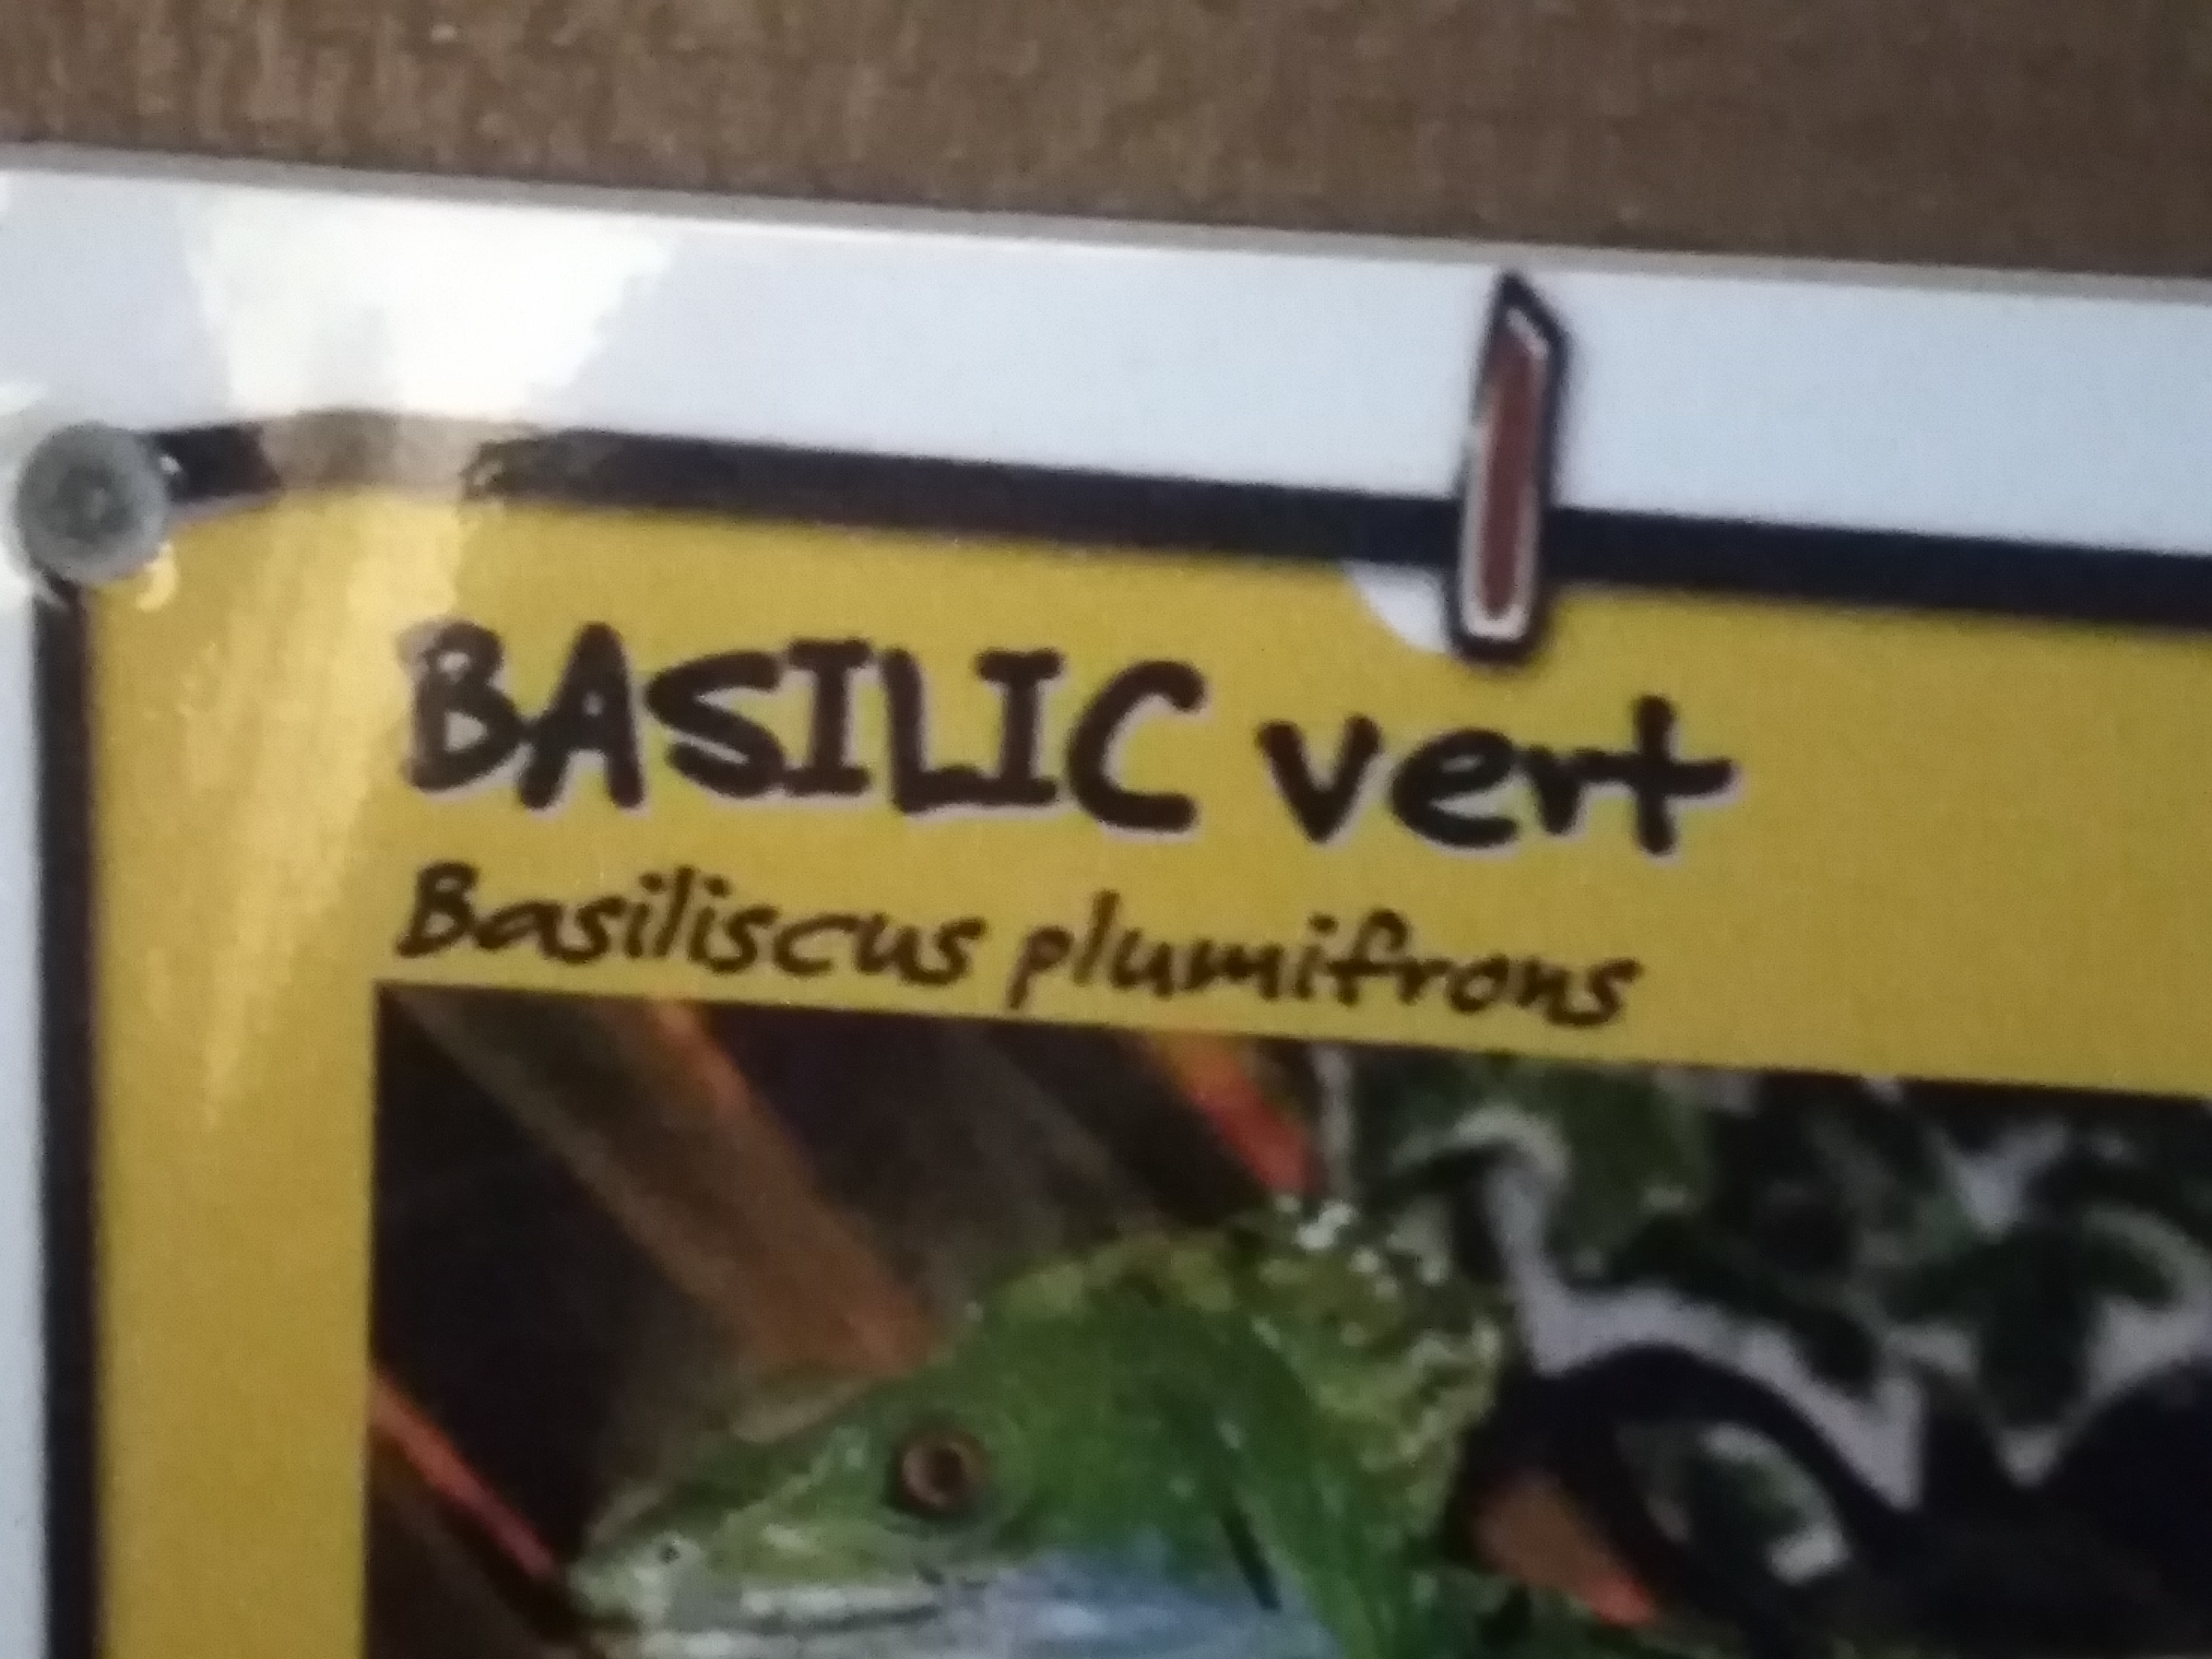 BASILIC vert
Basiliscus plumifrons